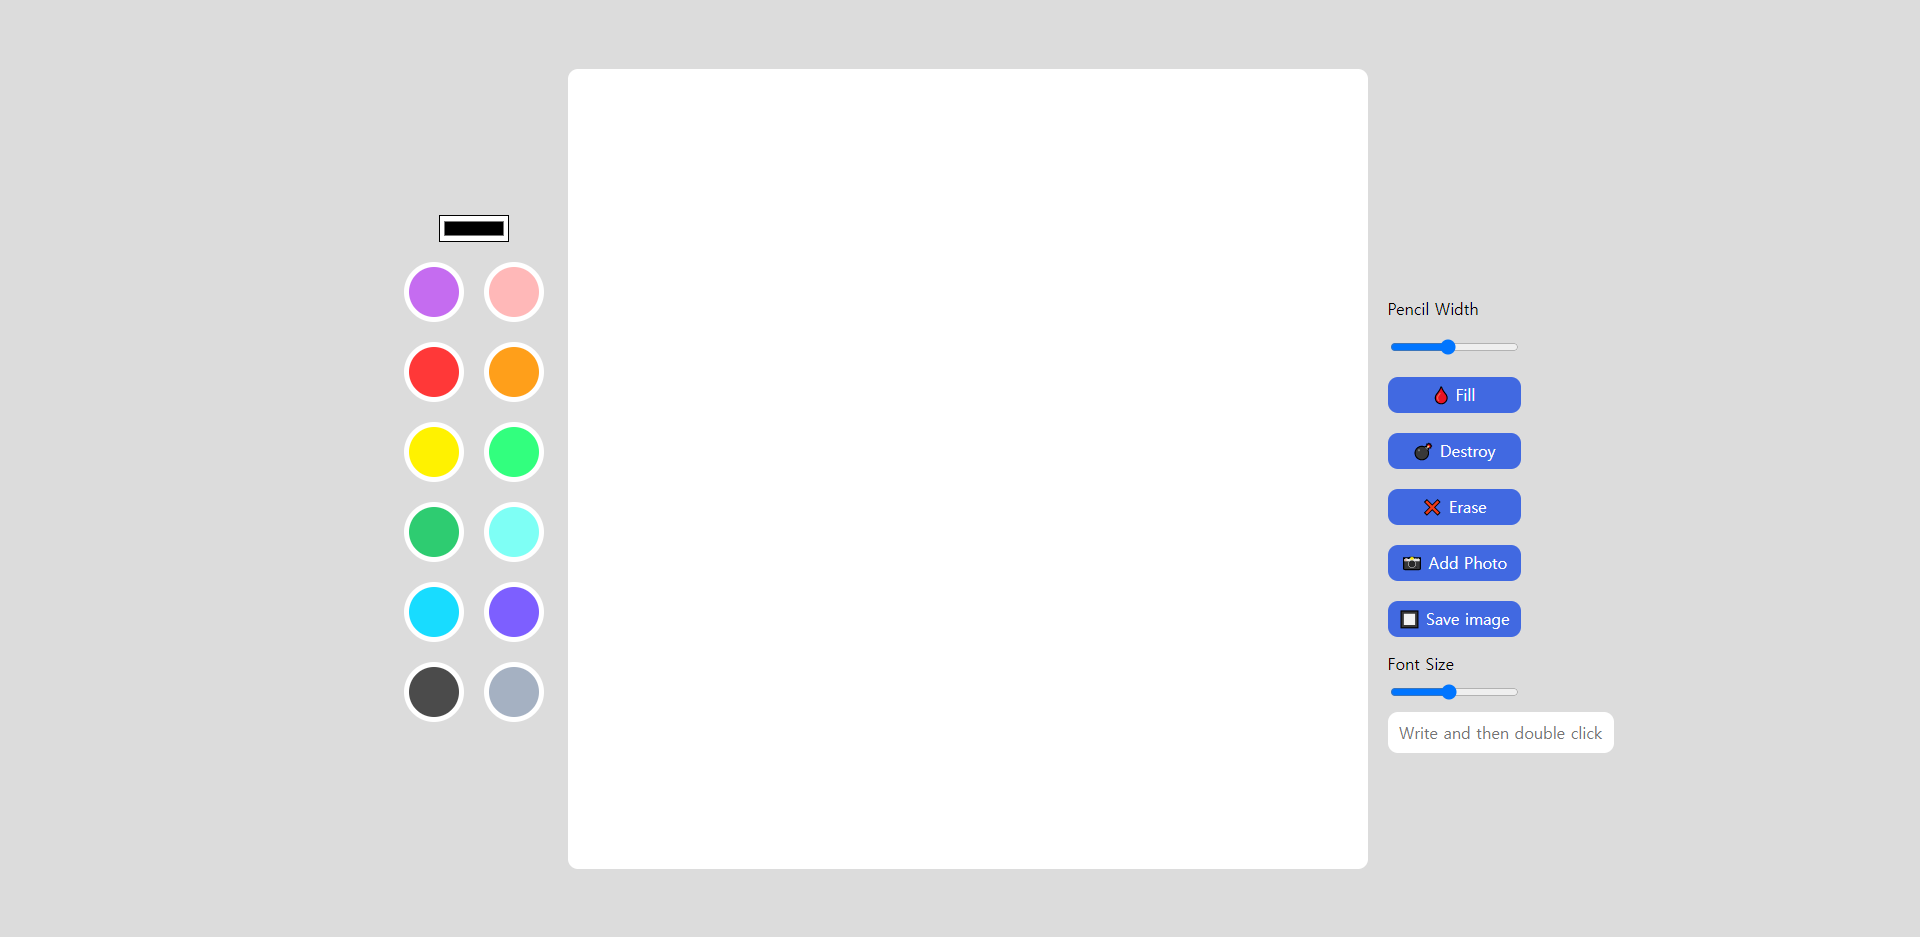 Pencil Width
Fill
Destroy
Erase
Add Photo
Save image
Font Size
Write and then double click